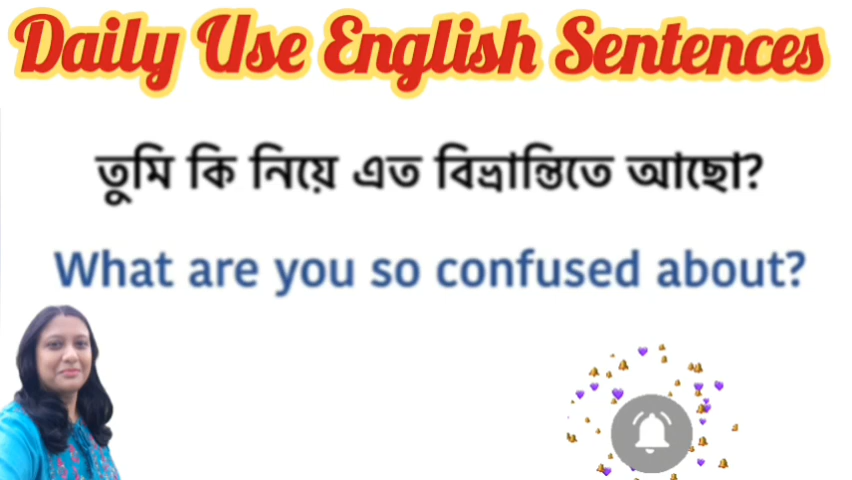 Daily Use English Sentences
তুমি কি নিয়ে এত বিভ্রান্তিতে আছো?
What are you so confused about?